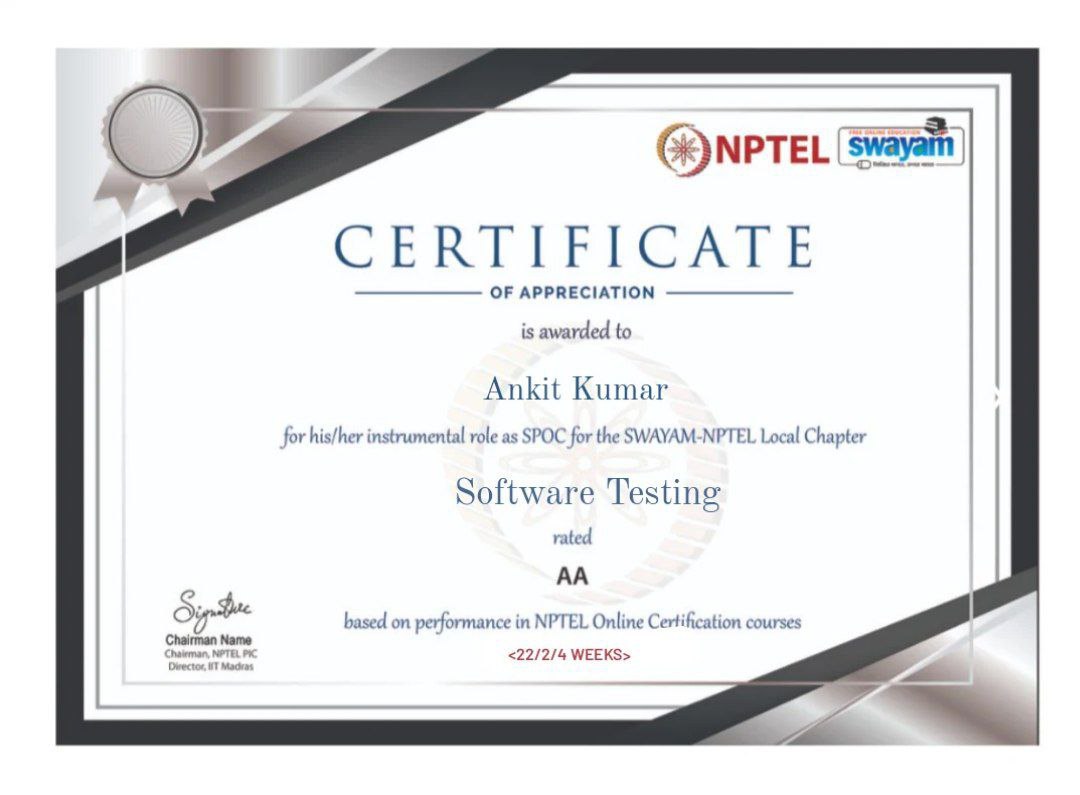 NPTEL
FREE ONLINE EDUCATION
swayam
CERTIFICATE
OF APPRECIATION
is awarded to
Ankit Kumar
for his/her instrumental role as SPOC for the SWAYAM-NPTEL Local Chapter
Software Testing
rated
AA
based on performance in NPTEL Online Certification courses
<22/2/4 WEEKS>
Signature
Chairman Name
Chairman, NPTEL PIC
Director, IIT Madras